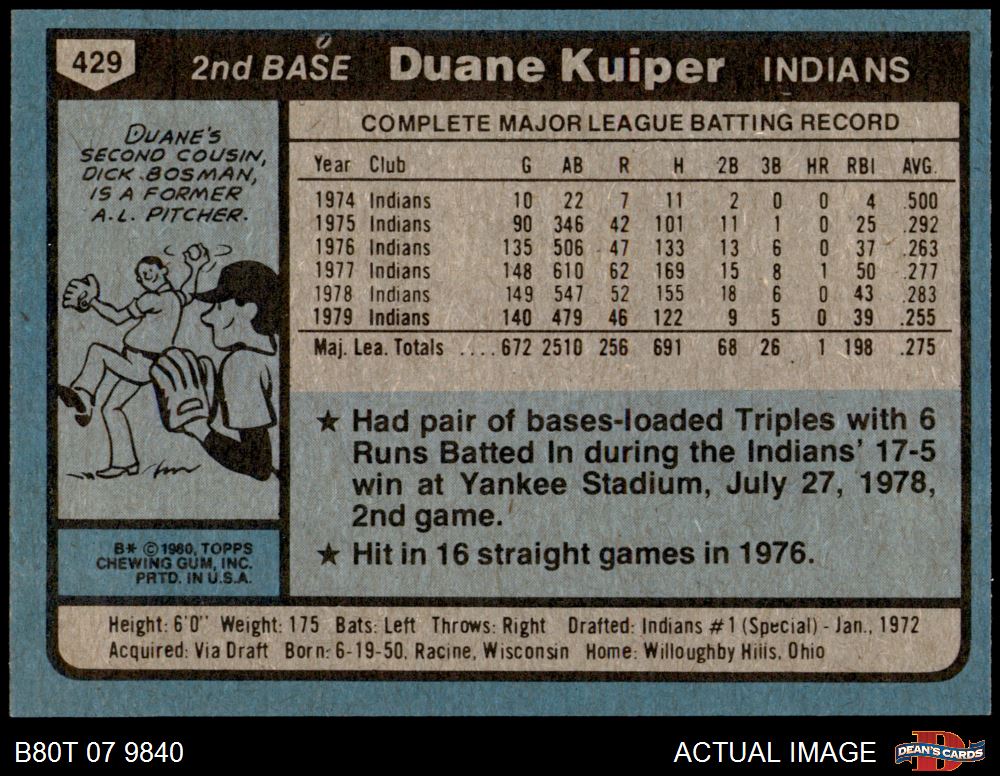 429
2nd BASE Duane Kuiper INDIANS
DUANE'S
SECOND COUSIN,
DICK BOSMAN,
IS A FORMER
A.L. PITCHER.
COMPLETE MAJOR LEAGUE BATTING RECORD
Year Club G AB R H 2B 3B HR RBI AVG.
1974 Indians 10 22 7 11 2 0 0 4 .500
1975 Indians 90 346 42 101 11 1 0 25 .292
1976 Indians 135 506 47 133 13 6 0 37 .263
1977 Indians 148 610 62 169 15 8 1 50 .277
1978 Indians 149 547 52 155 18 6 0 43 .283
1979 Indians 140 479 46 122 9 5 0 39 .255
Maj. Lea. Totals ....672 2510 256 691 68 26 1 198 .275
★ Had pair of bases-loaded Triples with 6
Runs Batted In during the Indians' 17-5
win at Yankee Stadium, July 27, 1978,
2nd game.
★ Hit in 16 straight games in 1976.
B* © 1980, TOPPS
CHEWING GUM, INC.
PRTD. IN U.S.A.
Height: 6'0" Weight: 175 Bats: Left Throws: Right Drafted: Indians #1 (Special) - Jan., 1972
Acquired: Via Draft Born: 6-19-50, Racine, Wisconsin Home: Willoughby Hills, Ohio
B80T 07 9840
ACTUAL IMAGE
DEAN'S CARDS